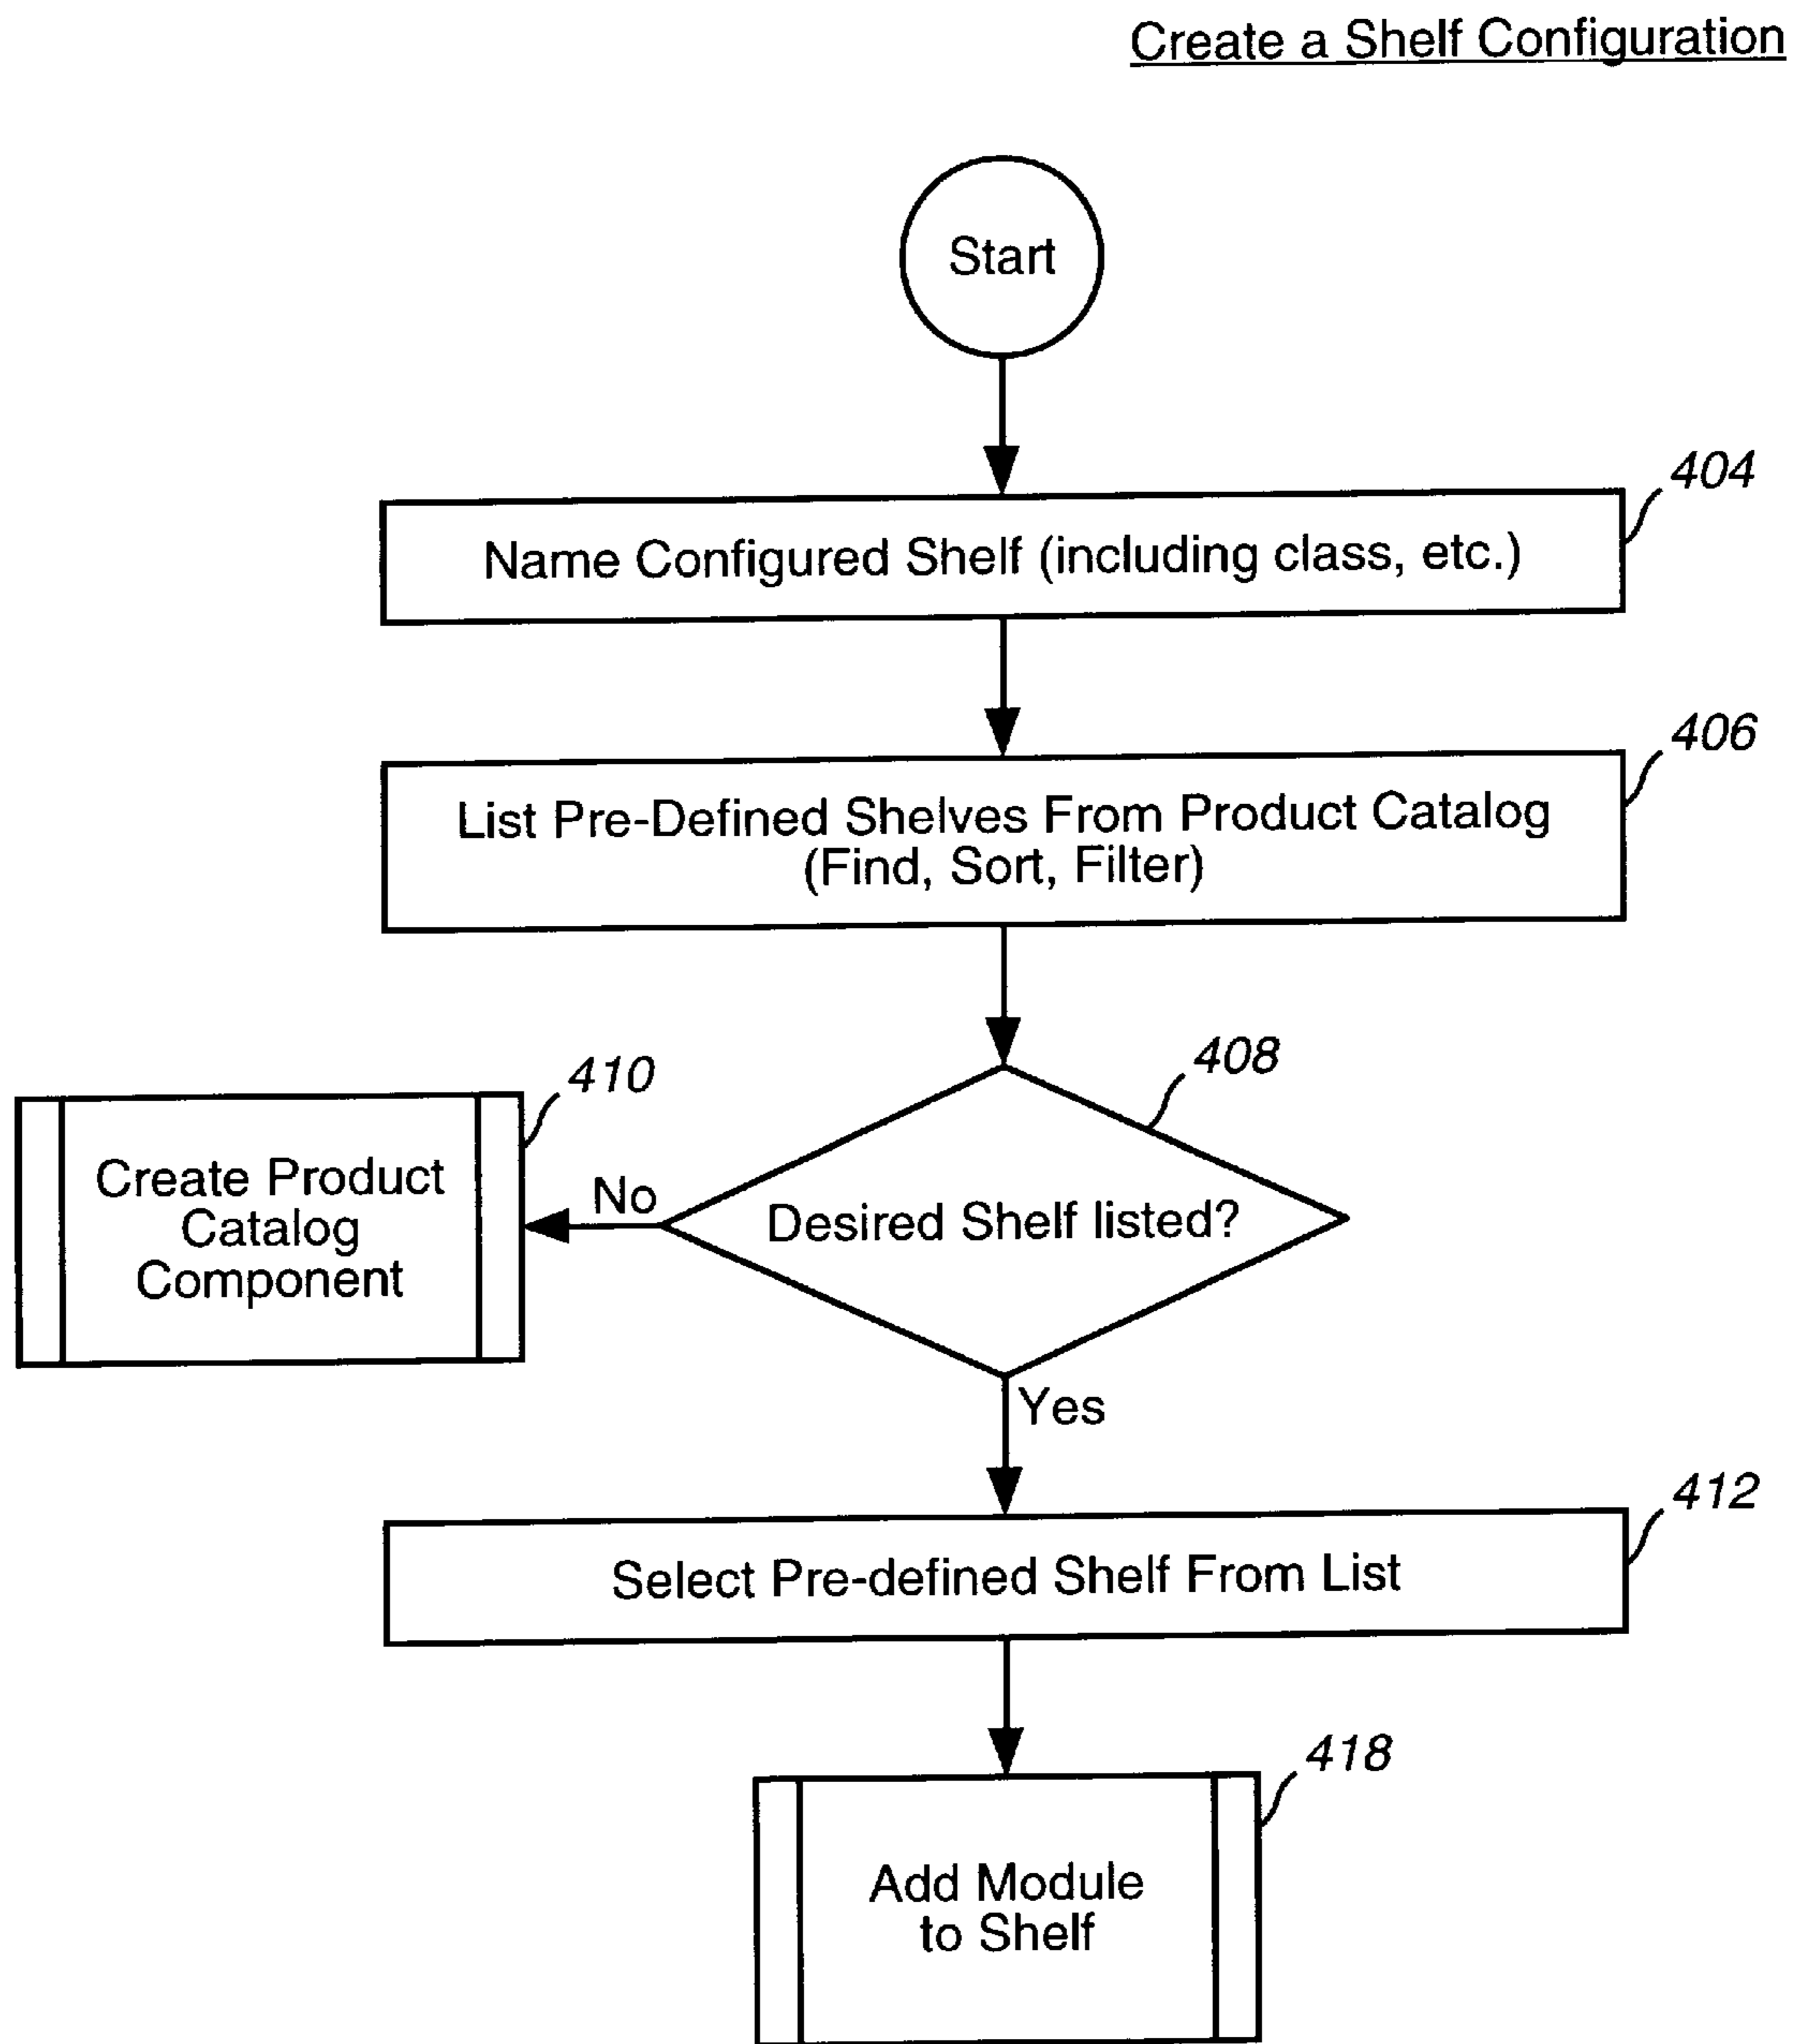 Create a Shelf Configuration
Start
404
Name Configured Shelf (including class, etc.)
406
List Pre-Defined Shelves From Product Catalog
(Find, Sort, Filter)
408
Desired Shelf listed?
No
410
Create Product
Catalog
Component
Yes
412
Select Pre-defined Shelf From List
418
Add Module
to Shelf